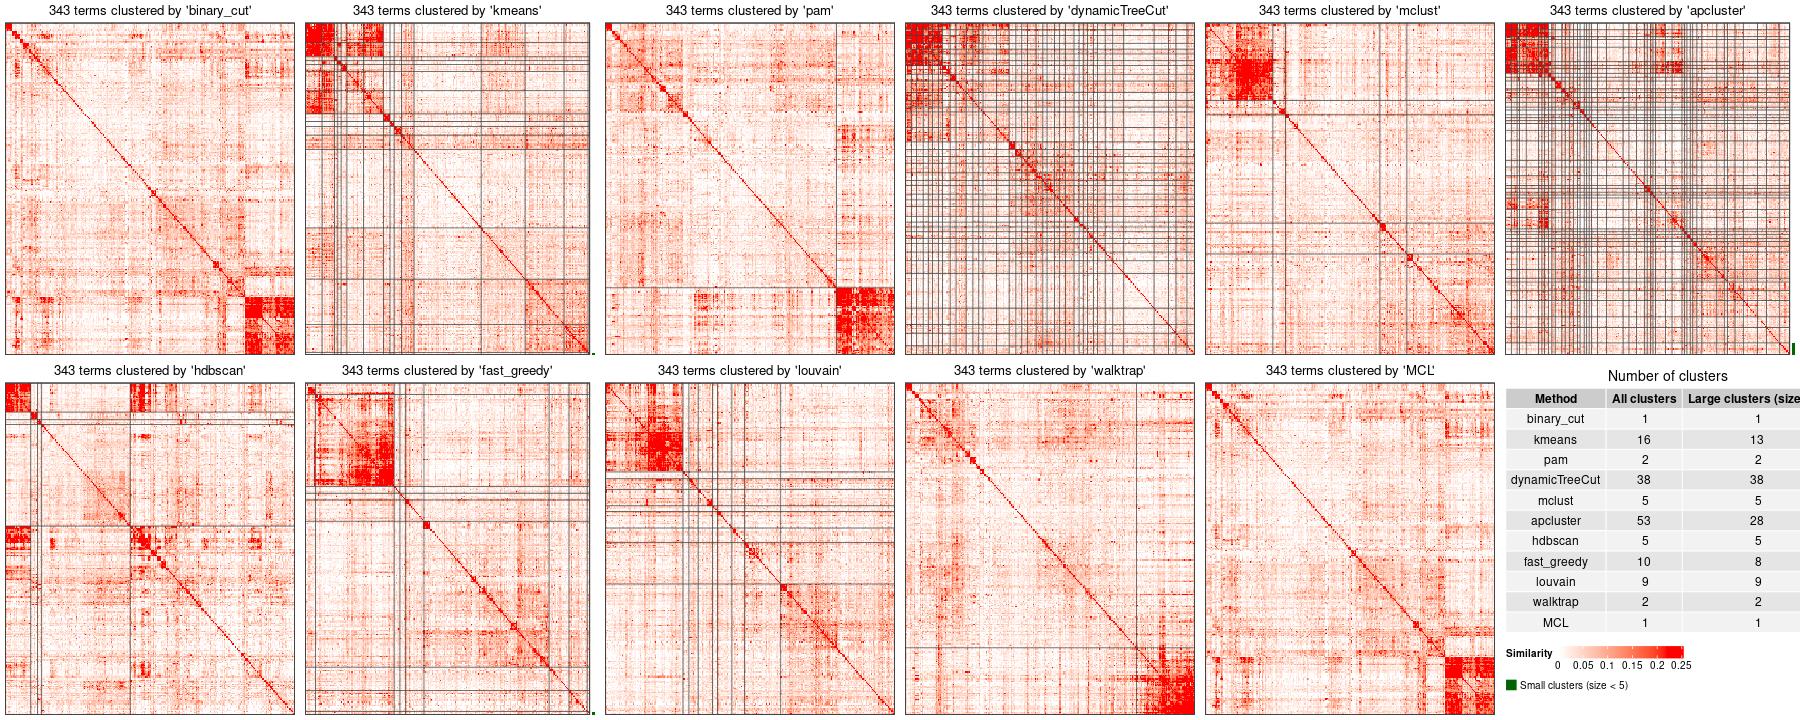 343 terms clustered by 'binary_cut'
343 terms clustered by 'kmeans'
343 terms clustered by 'pam'
343 terms clustered by 'dynamicTreeCut'
343 terms clustered by 'mclust'
343 terms clustered by 'apcluster'
343 terms clustered by 'hdbscan'
343 terms clustered by 'fast_greedy'
343 terms clustered by 'louvain'
343 terms clustered by 'walktrap'
343 terms clustered by 'MCL'
Number of clusters
Method All clusters Large clusters (size
binary_cut 1 1
kmeans 16 13
pam 2 2
dynamicTreeCut 38 38
mclust 5 5
apcluster 53 28
hdbscan 5 5
fast_greedy 10 8
louvain 9 9
walktrap 2 2
MCL 1 1
Similarity
0 0.05 0.1 0.15 0.2 0.25
Small clusters (size < 5)